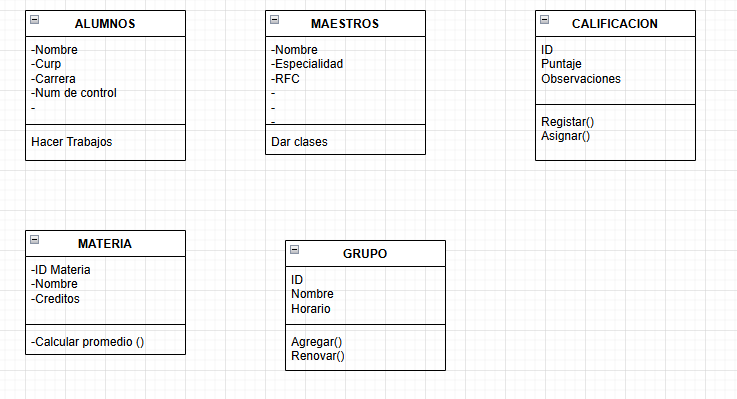 ALUMNOS
-Nombre
-Curp
-Carrera
-Num de control
-
Hacer Trabajos
MAESTROS
-Nombre
-Especialidad
-RFC
-
-
-
Dar clases
CALIFICACION
ID
Puntaje
Observaciones
Registar()
Asignar()
MATERIA
-ID Materia
-Nombre
-Creditos
-Calcular promedio ()
GRUPO
ID
Nombre
Horario
Agregar()
Renovar()